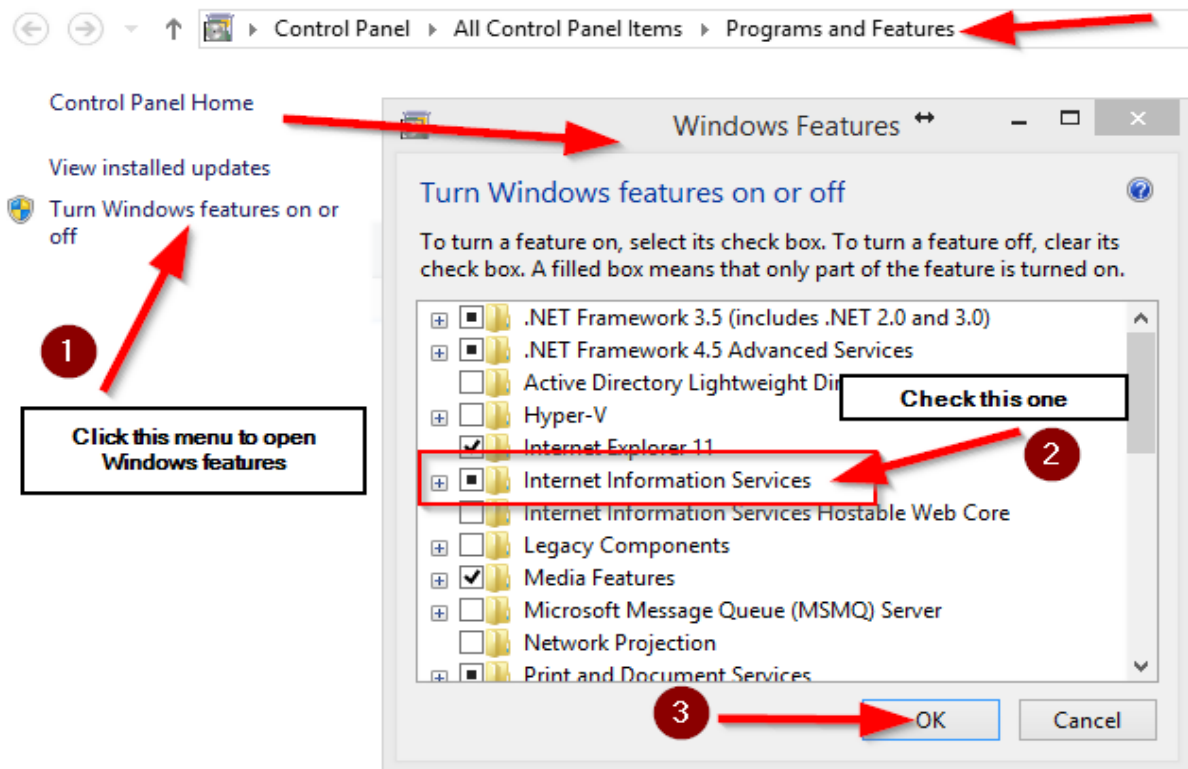 Control Panel All Control Panel Items Programs and Features
Control Panel Home
View installed updates
Turn Windows features on or
off
1
Click this menu to open
Windows features
Windows Features
Turn Windows features on or off
To turn a feature on, select its check box. To turn a feature off, clear its
check box. A filled box means that only part of the feature is turned on.
.NET Framework 3.5 (includes .NET 2.0 and 3.0)
.NET Framework 4.5 Advanced Services
Active Directory Lightweight
Check this one
Hyper-V
2
Internet Explorer 11
Internet Information Services
Internet Information Services Hostable Web Core
Legacy Components
Media Features
Microsoft Message Queue (MSMQ) Server
Network Projection
Print and Document Services
3
OK Cancel